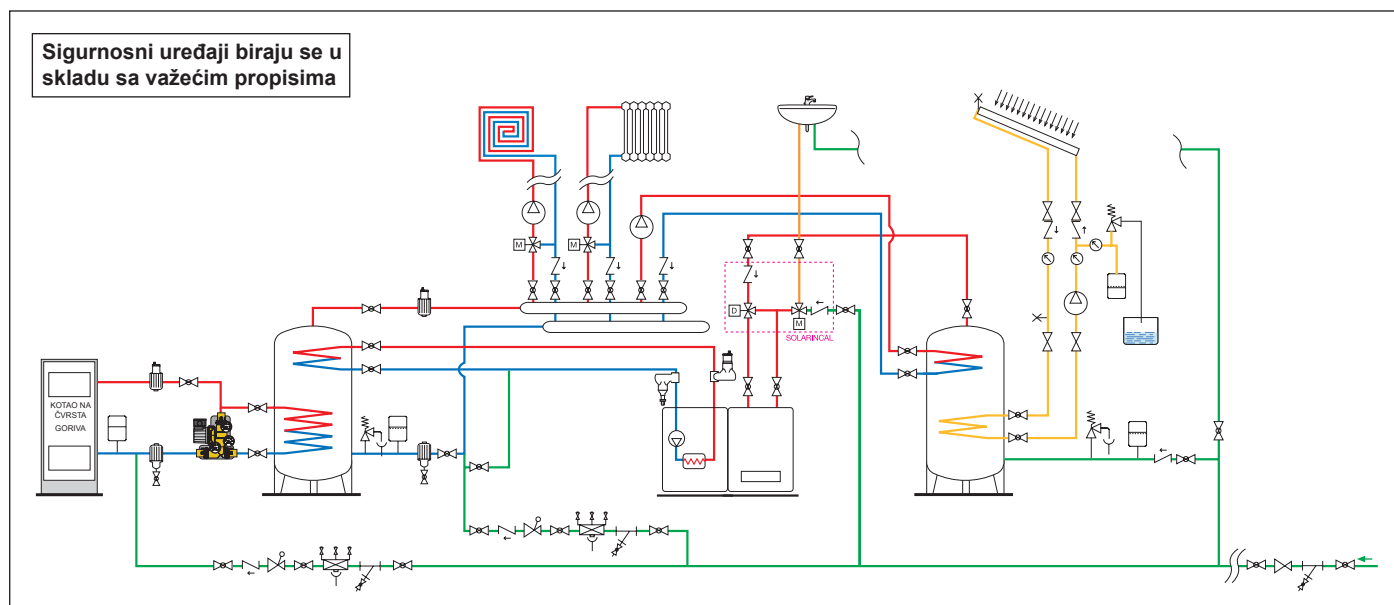 Sigurnosni uređaji biraju se u
skladu sa važećim propisima
M
M
D
M
SOLARINCAL
KOTAO NA
ČVRSTA
GORIVA